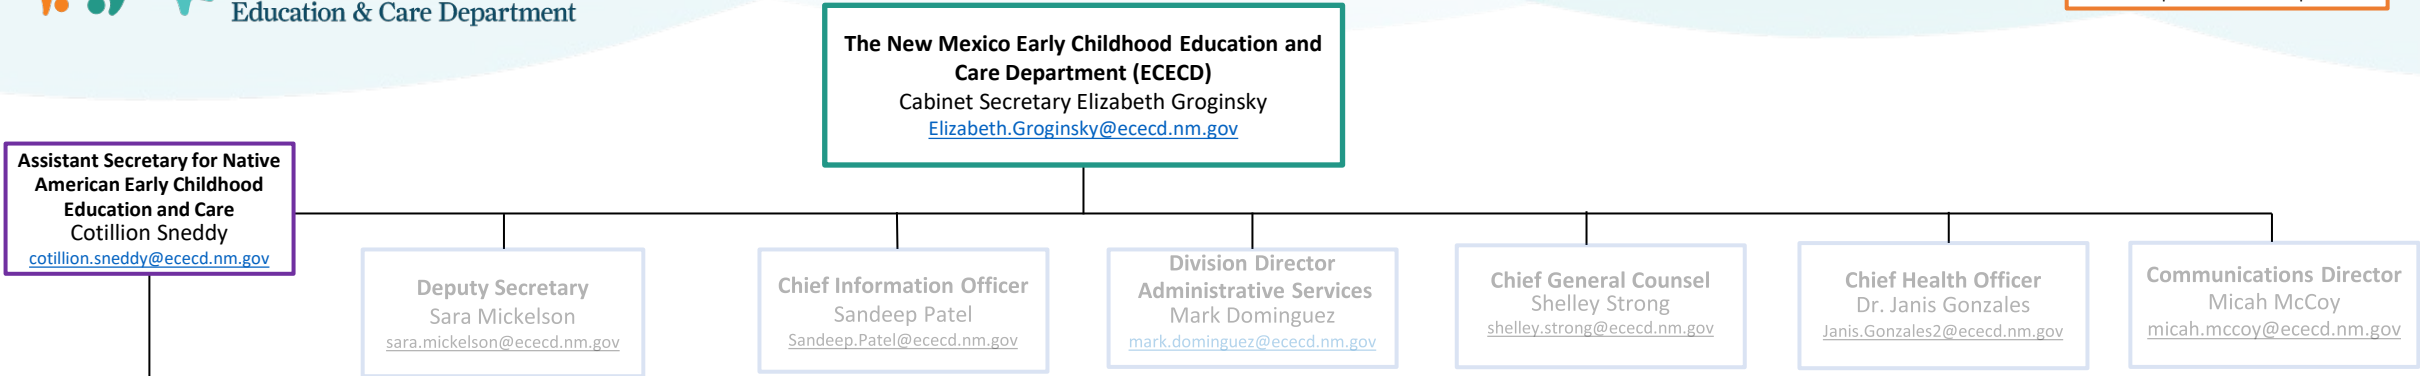 Education & Care Department
The New Mexico Early Childhood Education and
Care Department (ECECD)
Cabinet Secretary Elizabeth Groginsky
Elizabeth.Groginsky@ececd.nm.gov
Assistant Secretary for Native
American Early Childhood
Education and Care
Cotillion Sneddy
cotillion.sneddy@ececd.nm.gov
Deputy Secretary
Sara Mickelson
sara.mickelson@ececd.nm.gov
Chief Information Officer
Sandeep Patel
Sandeep.Patel@ececd.nm.gov
Division Director
Administrative Services
Mark Dominguez
mark.dominguez@ececd.nm.gov
Chief General Counsel
Shelley Strong
shelley.strong@ececd.nm.gov
Chief Health Officer
Dr. Janis Gonzales
Janis.Gonzales2@ececd.nm.gov
Communications Director
Micah McCoy
micah.mccoy@ececd.nm.gov